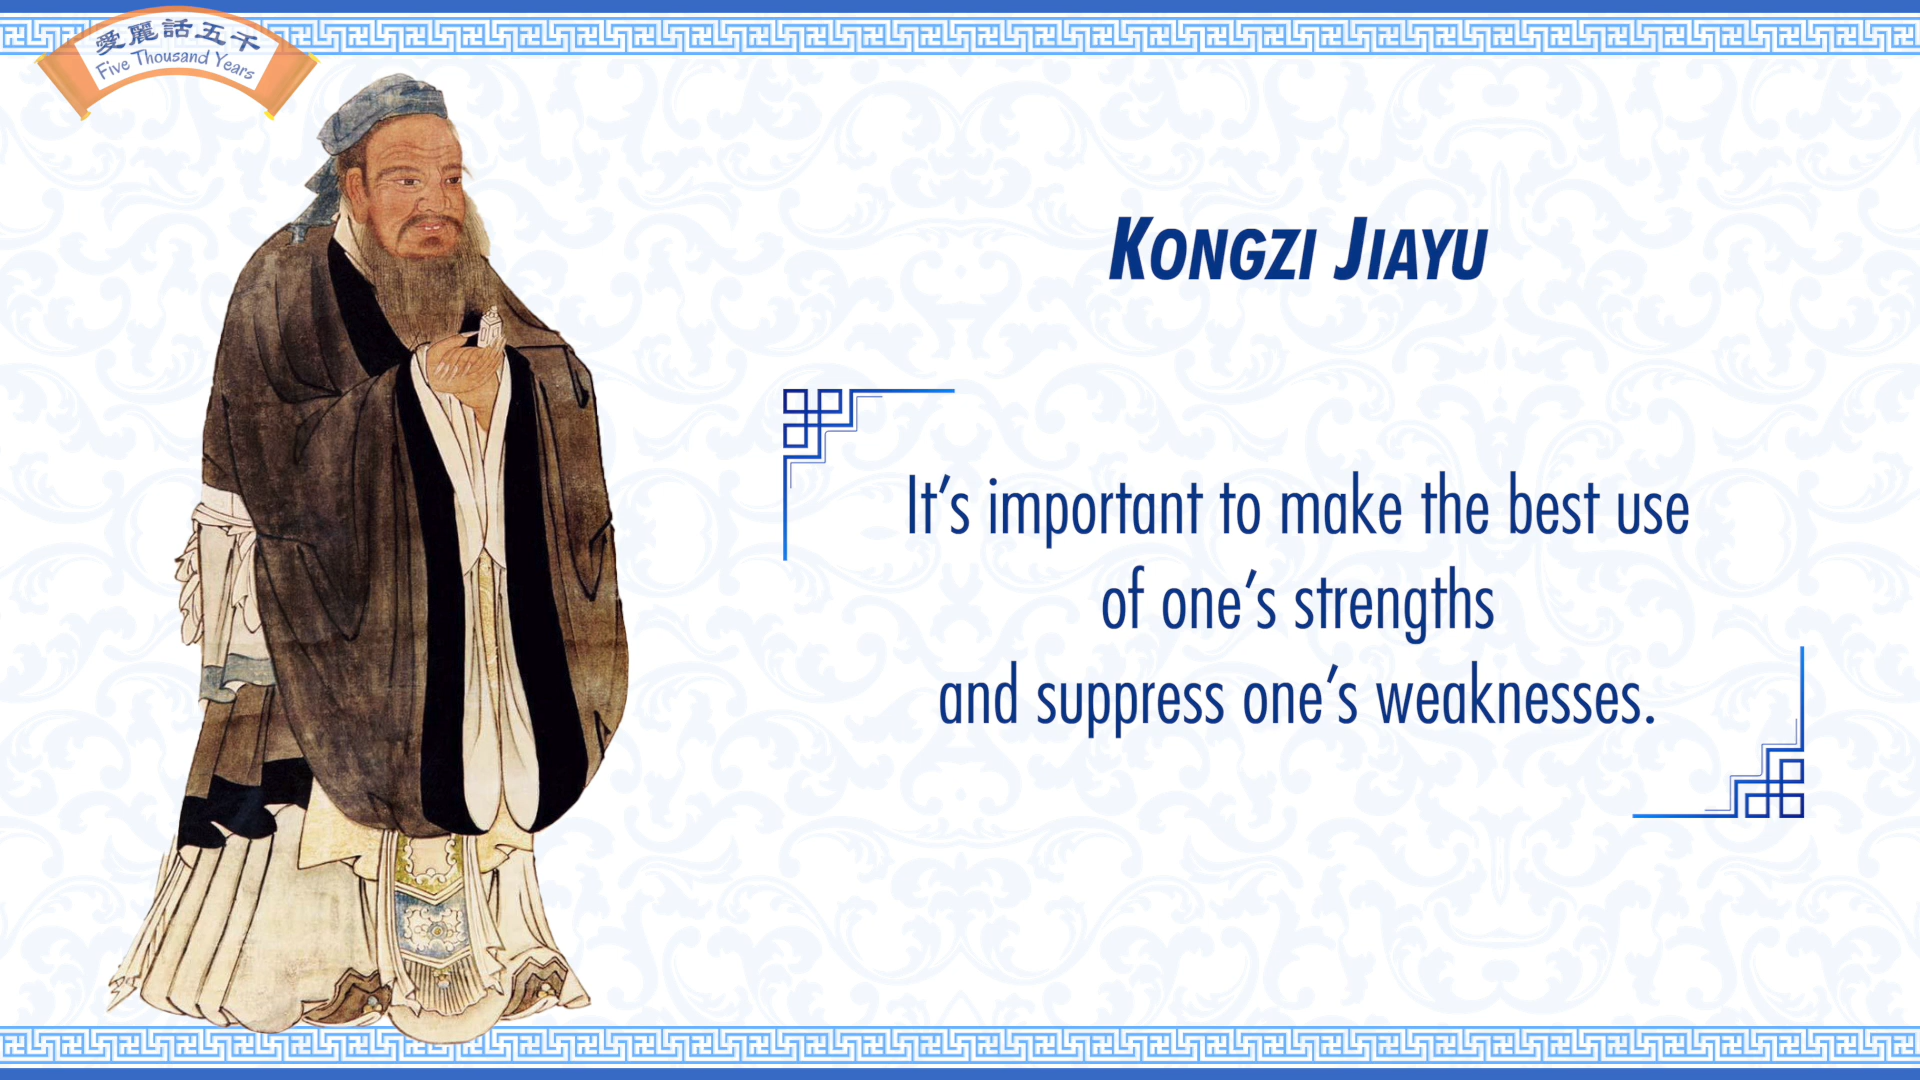 愛麗話五千
Five Thousand Years
KONGZI JIAYU
It's important to make the best use
of one's strengths
and suppress one's weaknesses.